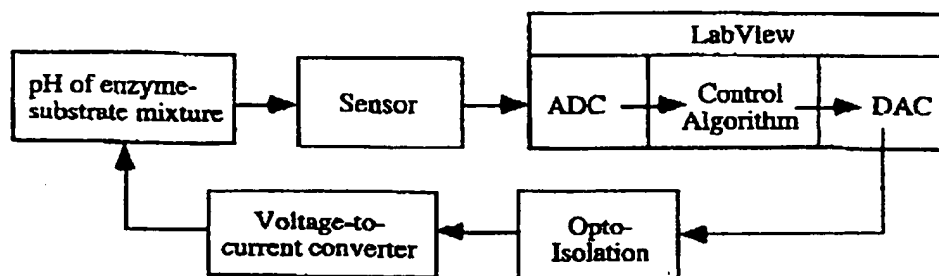 LabView
pH of enzyme-
substrate mixture
Sensor
ADC
Control
Algorithm
DAC
Voltage-to-
current converter
Opto-
Isolation